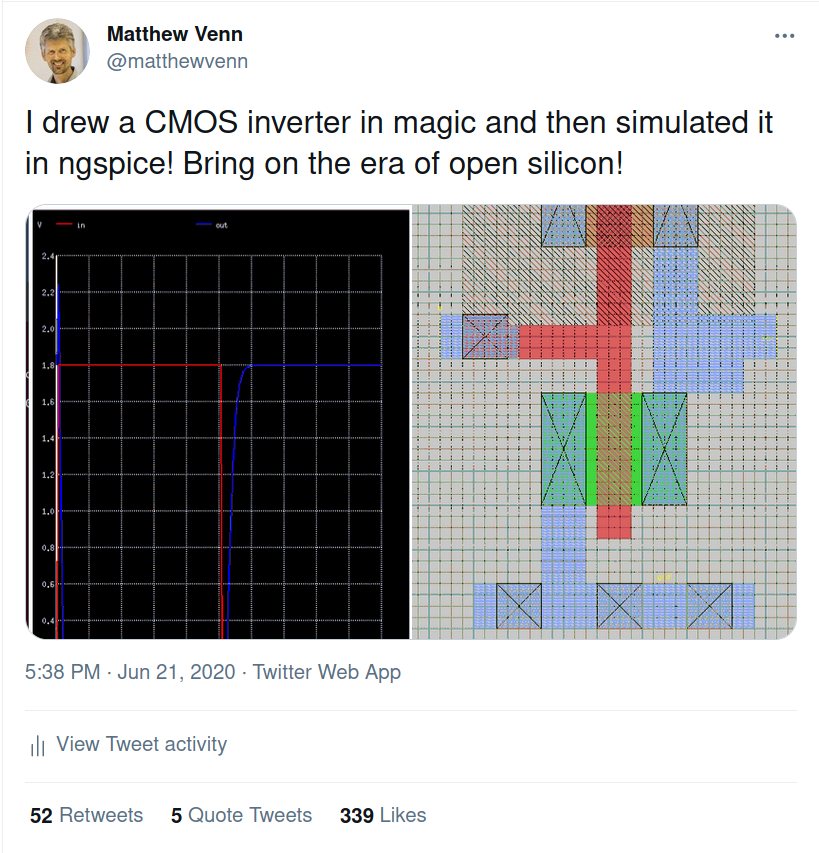 Matthew Venn
@matthewvenn
I drew a CMOS inverter in magic and then simulated it
in ngspice! Bring on the era of open silicon!
V in out
2.4
2.2
2.0
1.8
1.6
1.4
1.2
1.0
0.8
0.6
0.4
5:38 PM · Jun 21, 2020 · Twitter Web App
View Tweet activity
52 Retweets 5 Quote Tweets 339 Likes